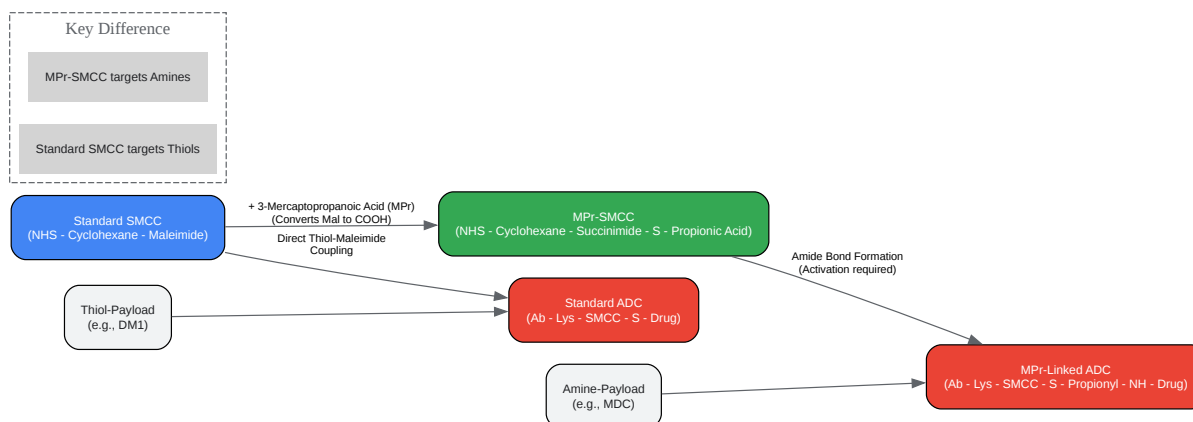 Key Difference
MPr-SMCC targets Amines
Standard SMCC targets Thiols
Standard SMCC
(NHS - Cyclohexane - Maleimide)
+ 3-Mercaptopropanoic Acid (MPr)
(Converts Mal to COOH)
Direct Thiol-Maleimide
Coupling
MPr-SMCC
(NHS - Cyclohexane - Succinimide - S - Propionic Acid)
Amide Bond Formation
(Activation required)
Thiol-Payload
(e.g., DM1)
Standard ADC
(Ab - Lys - SMCC - S - Drug)
Amine-Payload
(e.g., MDC)
MPr-Linked ADC
(Ab - Lys - SMCC - S - Propionyl - NH - Drug)